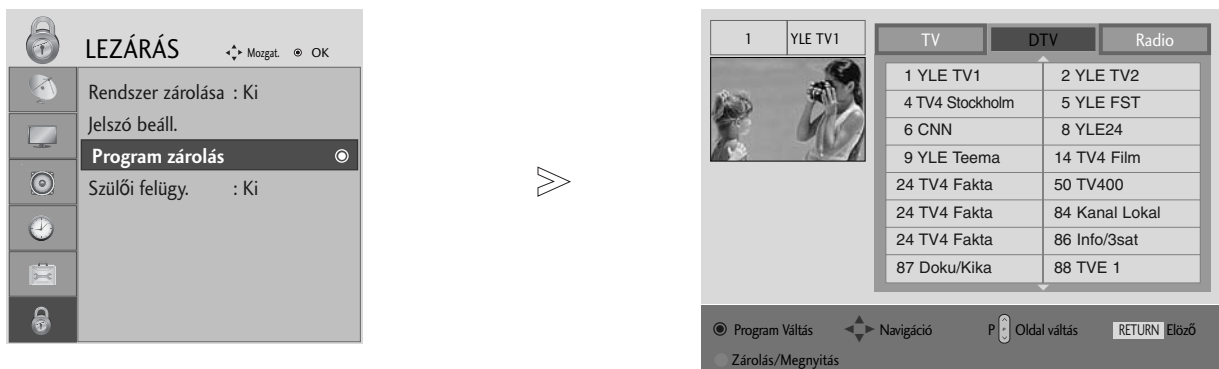 LEZÁRÁS Mozgat. OK
Rendszer zárolása : Ki
Jelszó beáll.
Program zárolás
Szülői felügy. : Ki
1 YLE TV1
TV DTV Radio
1 YLE TV1 2 YLE TV2
4 TV4 Stockholm 5 YLE FST
6 CNN 8 YLE24
9 YLE Teema 14 TV4 Film
24 TV4 Fakta 50 TV400
24 TV4 Fakta 84 Kanal Lokal
24 TV4 Fakta 86 Info/3sat
87 Doku/Kika 88 TVE 1
Program Váltás Navigáció P Oldal váltás RETURN Elöző
Zárolás/Megnyitás